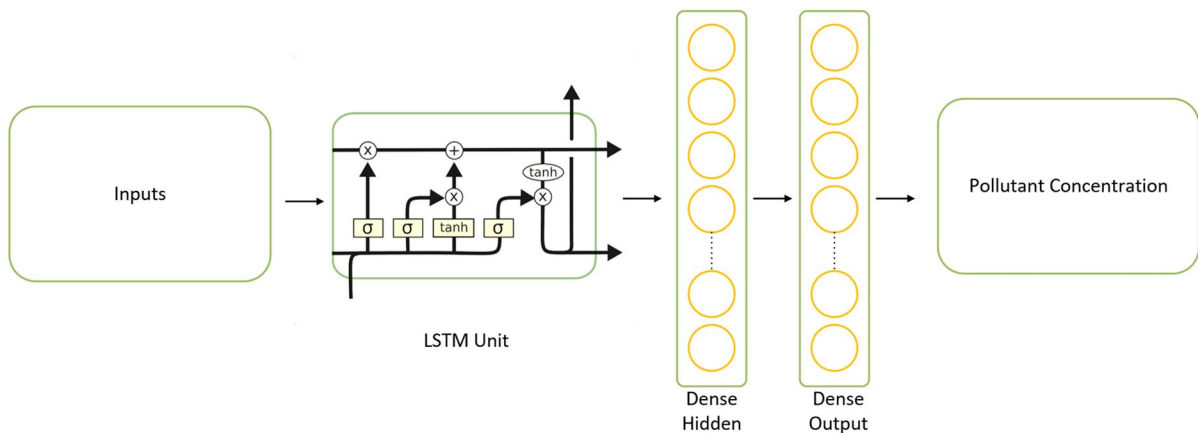 Inputs
x
+
tanh
x
x
σ
σ
tanh
σ
LSTM Unit
Dense
Hidden
Dense
Output
Pollutant Concentration